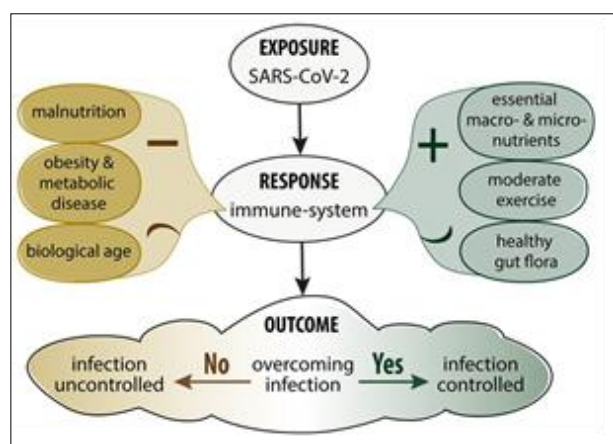 EXPOSURE
SARS-CoV-2
malnutrition
−
obesity &
metabolic
disease
biological age
+
essential
macro- & micro-
nutrients
moderate
exercise
healthy
gut flora
RESPONSE
immune-system
OUTCOME
infection
uncontrolled
No
overcoming
infection
Yes
infection
controlled